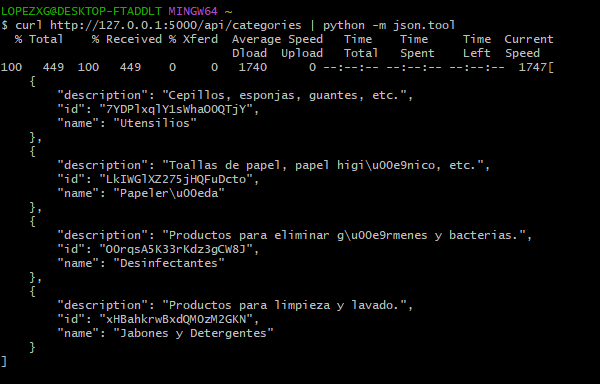 LOPEZXG@DESKTOP-FTADDLT MINGW64 ~
$ curl http://127.0.0.1:5000/api/categories | python -m json.tool
  % Total    % Received % Xferd  Average Speed   Time    Time     Time  Current
                                 Dload  Upload   Total   Spent    Left  Speed
100   449  100   449    0     0   1740      0 --:--:-- --:--:-- --:--:--  1747[
    {
        "description": "Cepillos, esponjas, guantes, etc.",
        "id": "7YDPlxqlY1sWhaOOQTjY",
        "name": "Utensilios"
    },
    {
        "description": "Toallas de papel, papel higi\u00e9nico, etc.",
        "id": "LkIWGlXZ275jHQFuDcto",
        "name": "Papeler\u00eda"
    },
    {
        "description": "Productos para eliminar g\u00e9rmenes y bacterias.",
        "id": "OOrqsA5K33rKdz3gCW8J",
        "name": "Desinfectantes"
    },
    {
        "description": "Productos para limpieza y lavado.",
        "id": "xHBahkrwBxdQMOzM2GKN",
        "name": "Jabones y Detergentes"
    }
]